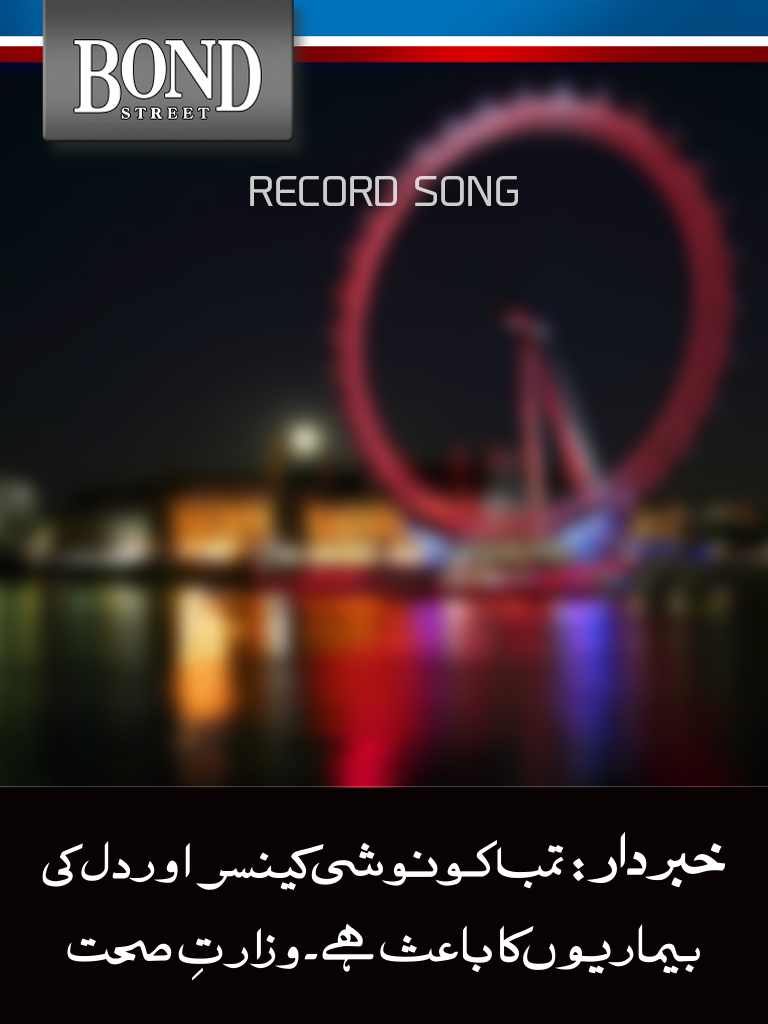 BOND
STREET
RECORD SONG
خبردار: تمباکو نوشی کینسر اور دل کی
بیماریوں کا باعث ہے۔ وزارتِ صحت